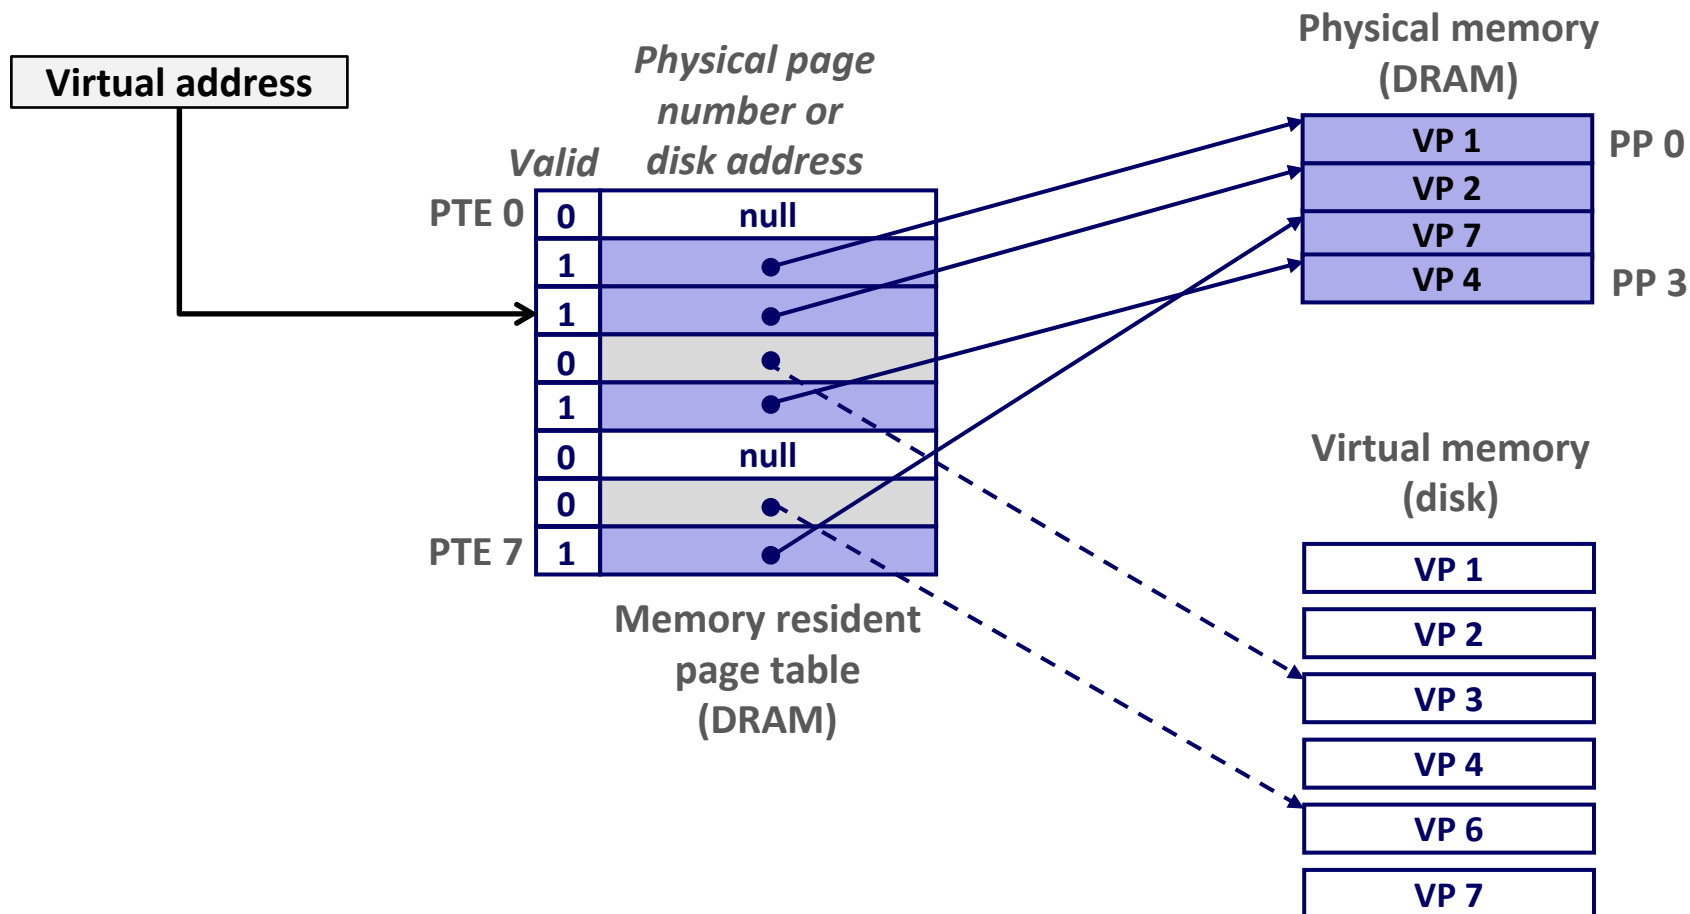 Virtual address
Physical page
number or
disk address
Valid
PTE 0
0
null
1
1
0
1
0
null
0
PTE 7
1
Memory resident
page table
(DRAM)
Physical memory
(DRAM)
VP 1
PP 0
VP 2
VP 7
VP 4
PP 3
Virtual memory
(disk)
VP 1
VP 2
VP 3
VP 4
VP 6
VP 7